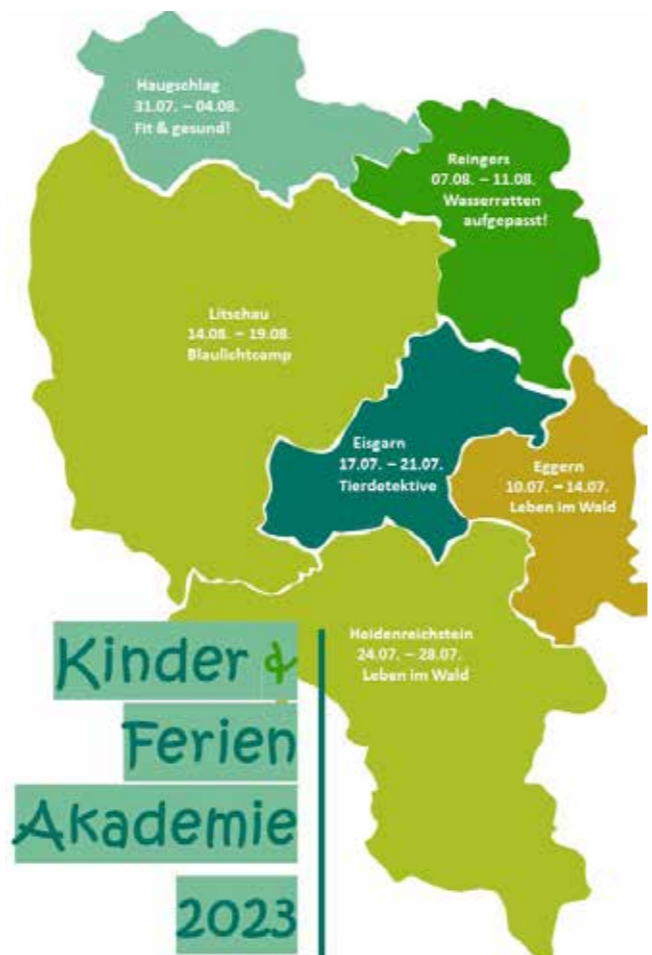 Haugschlag
31.07. – 04.08.
Fit & gesund!
Reingers
07.08. – 11.08.
Wasserratten
aufgepasst!
Litschau
14.08. – 19.08.
Blaulichtcamp
Eisgarn
17.07. – 21.07.
Tierdetektive
Eggern
10.07. – 14.07.
Leben im Wald
Heidenreichstein
24.07. – 28.07.
Leben im Wald
Kinder &
Ferien
Akademie
2023